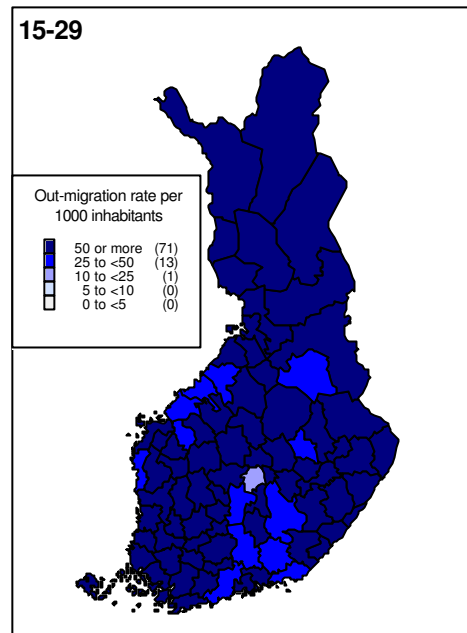 15-29
Out-migration rate per
1000 inhabitants
50 or more (71)
25 to <50 (13)
10 to <25 (1)
5 to <10 (0)
0 to <5 (0)